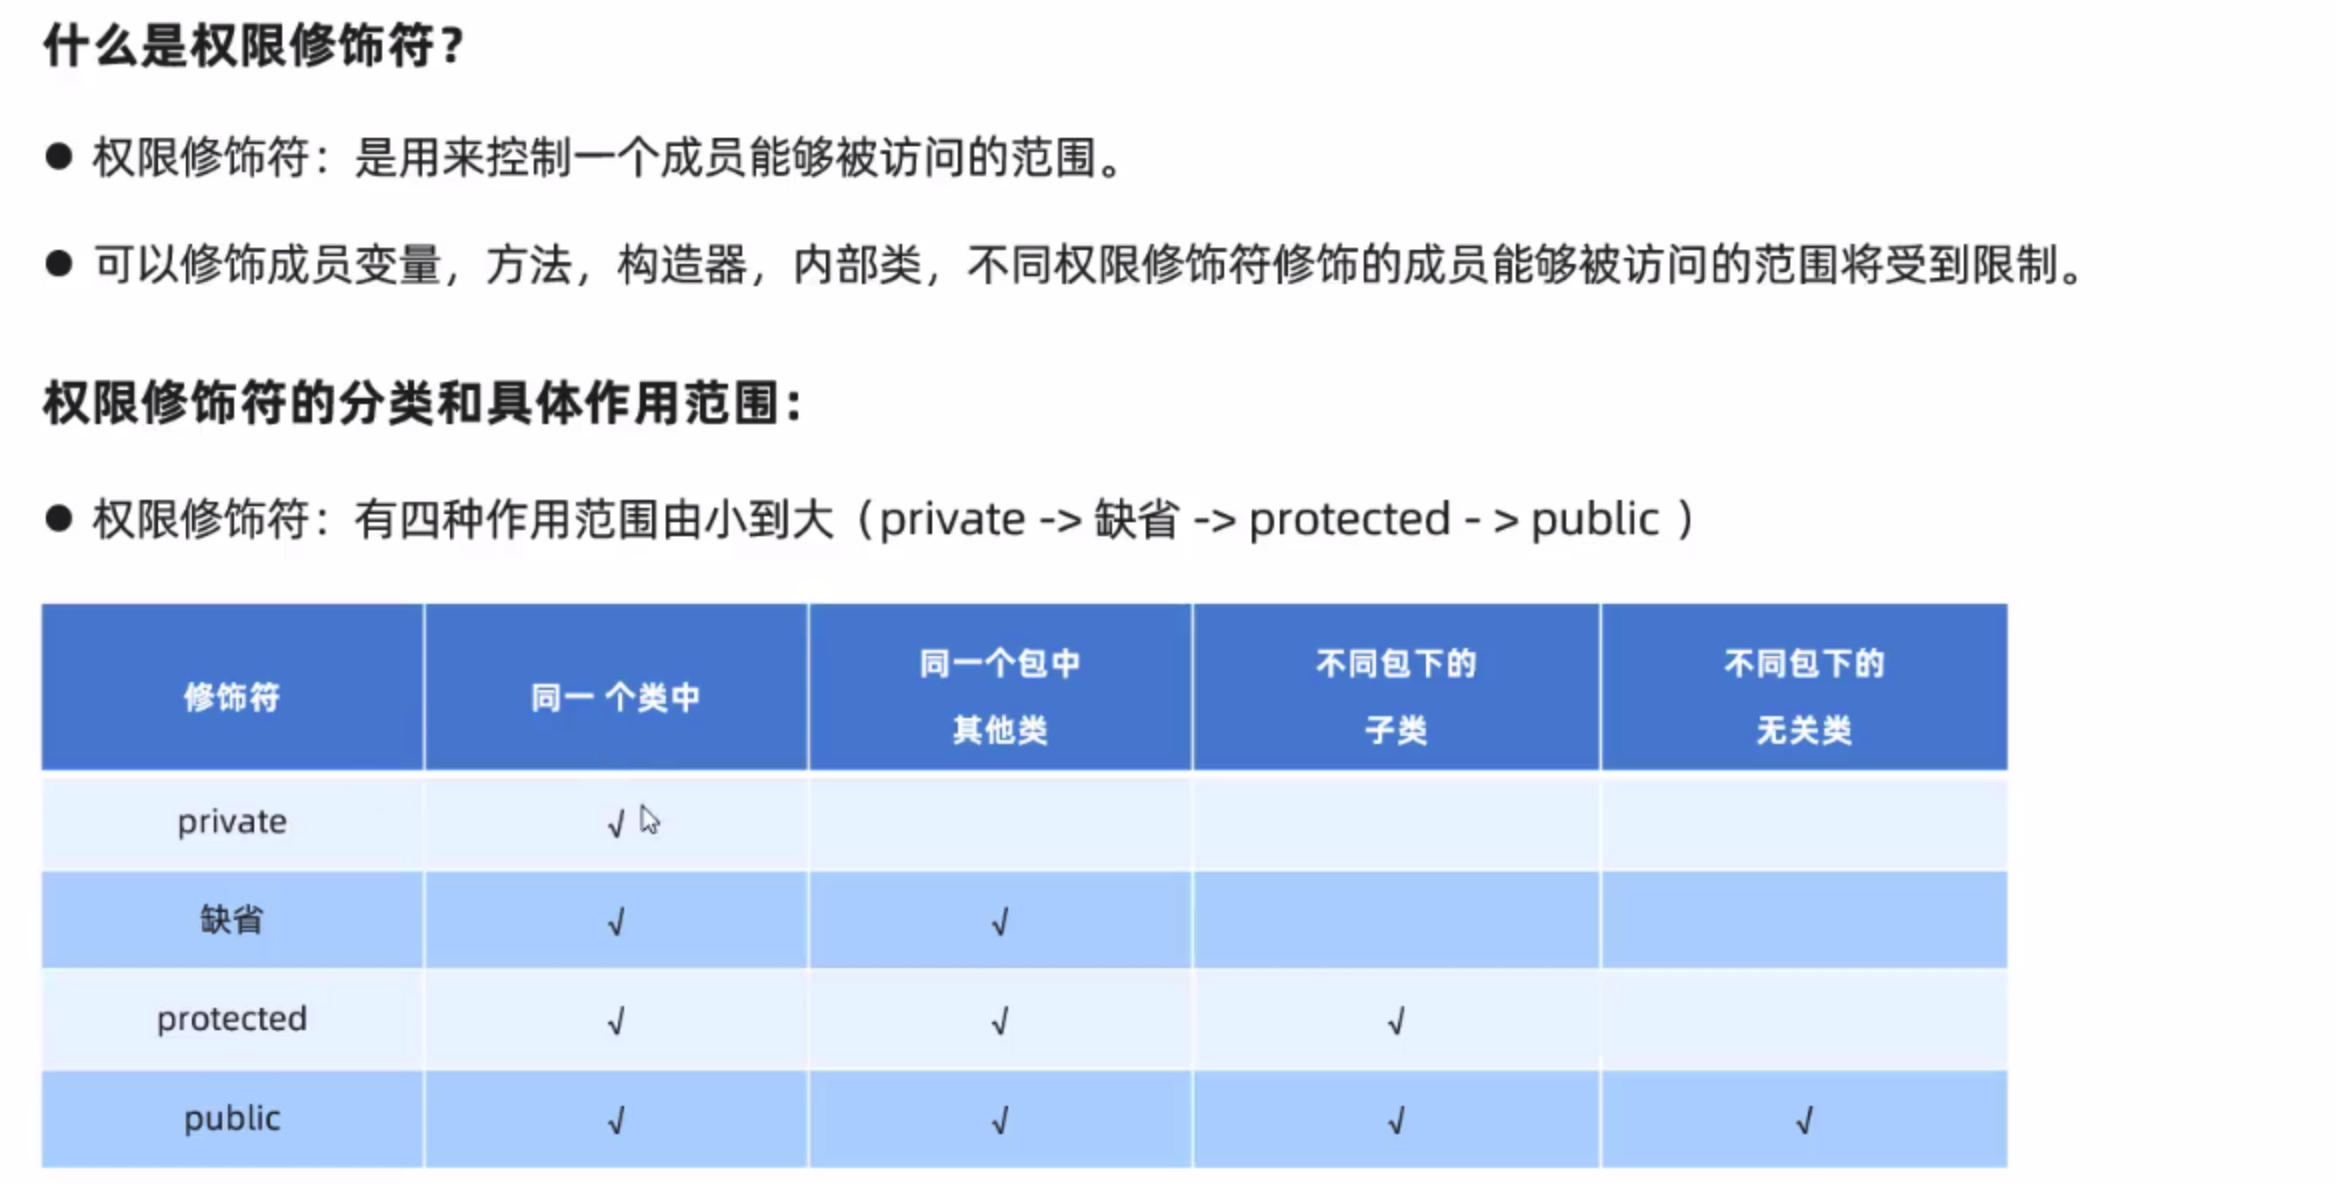 什么是权限修饰符?
● 权限修饰符：是用来控制一个成员能够被访问的范围。
● 可以修饰成员变量，方法，构造器，内部类，不同权限修饰符修饰的成员能够被访问的范围将受到限制。
权限修饰符的分类和具体作用范围：
● 权限修饰符：有四种作用范围由小到大（private -> 缺省 -> protected - > public ）
修饰符 同一 个类中 同一个包中 不同包下的 不同包下的
其他类 子类 无关类
private √
缺省 √ √
protected √ √ √
public √ √ √ √